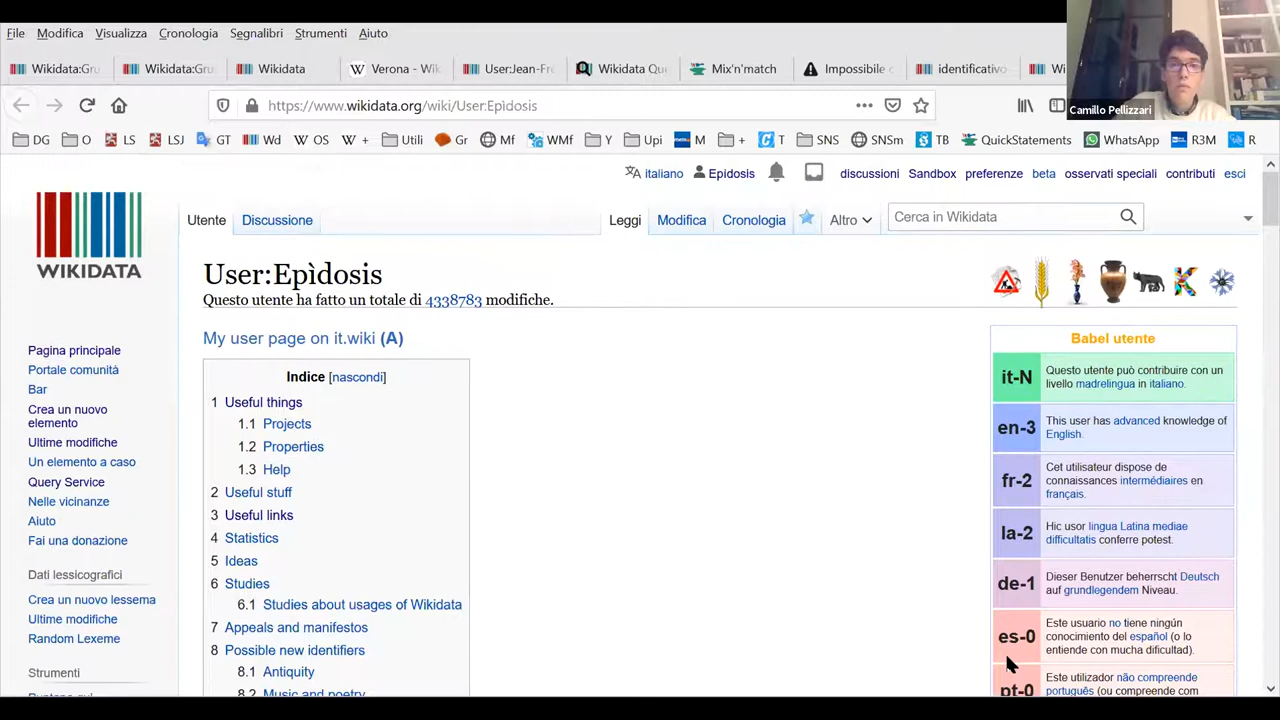 File Modifica Visualizza Cronologia Segnalibri Strumenti Aiuto
Wikidata:Gru Wikidata:Gru Wikidata Verona - Wik User:Jean-Fr Wikidata Que Mix'n'match Impossibile c identificativo Wi
https://www.wikidata.org/wiki/User:Epìdosis
Camillo Pellizzari
DG O LS LSJ GT Wd OS + Utili Gr Mf WMf Y Upi M + T SNS SNSm TB QuickStatements WhatsApp R3M R
italiano Epìdosis discussioni Sandbox preferenze beta osservati speciali contributi esci
WIKIDATA
Utente Discussione Leggi Modifica Cronologia Altro Cerca in Wikidata
User:Epìdosis
Questo utente ha fatto un totale di 4338783 modifiche.
My user page on it.wiki (A)
Indice [nascondi]
1 Useful things
1.1 Projects
1.2 Properties
1.3 Help
2 Useful stuff
3 Useful links
4 Statistics
5 Ideas
6 Studies
6.1 Studies about usages of Wikidata
7 Appeals and manifestos
8 Possible new identifiers
8.1 Antiquity
8.2 Music and poetry
Pagina principale
Portale comunità
Bar
Crea un nuovo
elemento
Ultime modifiche
Un elemento a caso
Query Service
Nelle vicinanze
Aiuto
Fai una donazione
Dati lessicografici
Crea un nuovo lessema
Ultime modifiche
Random Lexeme
Strumenti
Puntano qui
Babel utente
it-N
Questo utente può contribuire con un
livello madrelingua in italiano.
en-3
This user has advanced knowledge of
English.
fr-2
Cet utilisateur dispose de
connaissances intermédiaires en
français.
la-2
Hic usor lingua Latina mediae
difficultatis conferre potest.
de-1
Dieser Benutzer beherrscht Deutsch
auf grundlegendem Niveau.
es-0
Este usuario no tiene ningún
conocimiento del español (o lo
entiende con mucha dificultad).
pt-0
Este utilizador não compreende
português (ou compreende com